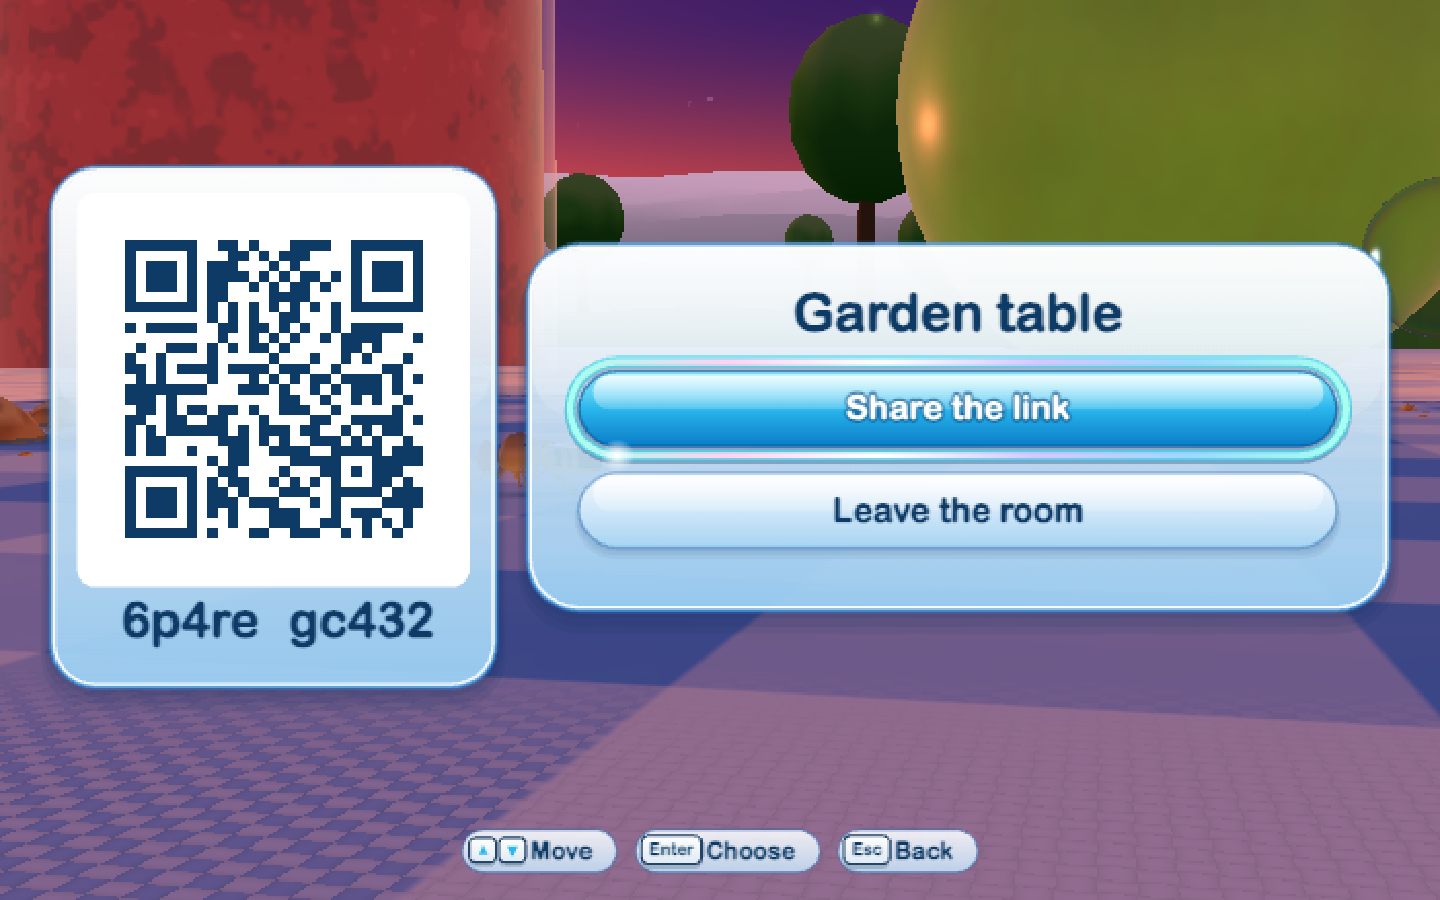 Garden table
Share the link
Leave the room
6p4re gc432
Move
Enter Choose
Esc Back